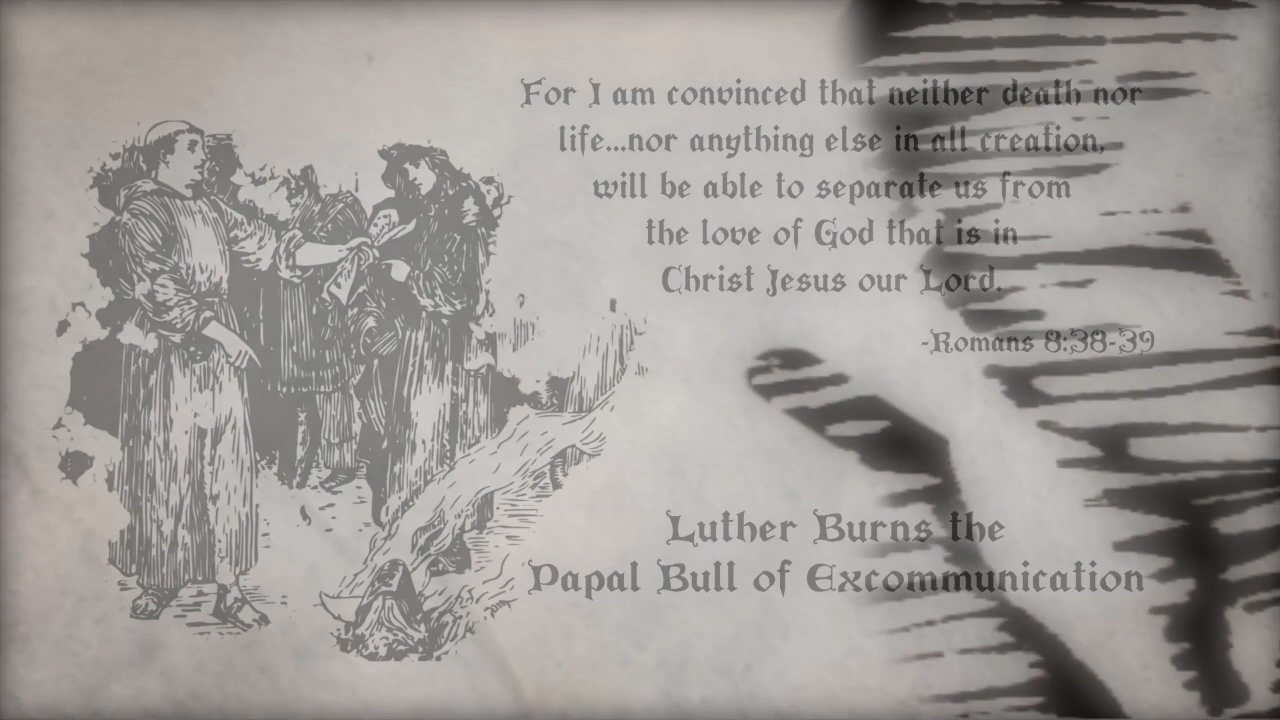 For I am convinced that neither death nor
life...nor anything else in all creation,
will be able to separate us from
the love of God that is in
Christ Jesus our Lord.
-Romans 8:38-39
Luther Burns the
Papal Bull of Excommunication